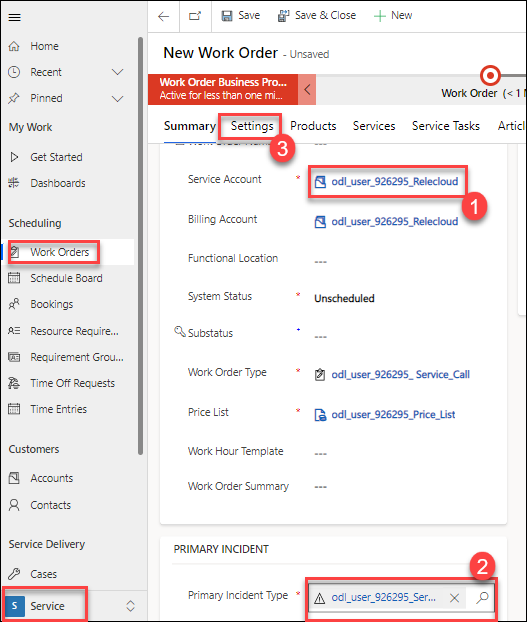 Home
Recent
Pinned
My Work
Get Started
Dashboards
Scheduling
Work Orders
Schedule Board
Bookings
Resource Require...
Requirement Grou...
Time Off Requests
Time Entries
Customers
Accounts
Contacts
Service Delivery
Cases
S Service
Save
Save & Close
New
New Work Order - Unsaved
Work Order Business Pro...
Active for less than one mi...
Work Order (< 1 M
Summary Settings Products Services Service Tasks Articl
3
--- 
Service Account * odl_user_926295_Relecloud
1
Billing Account odl_user_926295_Relecloud
Functional Location ---
System Status * Unscheduled
Substatus + ---
Work Order Type * odl_user_926295_ Service_Call
Price List * odl_user_926295_Price_List
Work Hour Template ---
Work Order Summary ---
PRIMARY INCIDENT
2
Primary Incident Type * odl_user_926295_Ser...